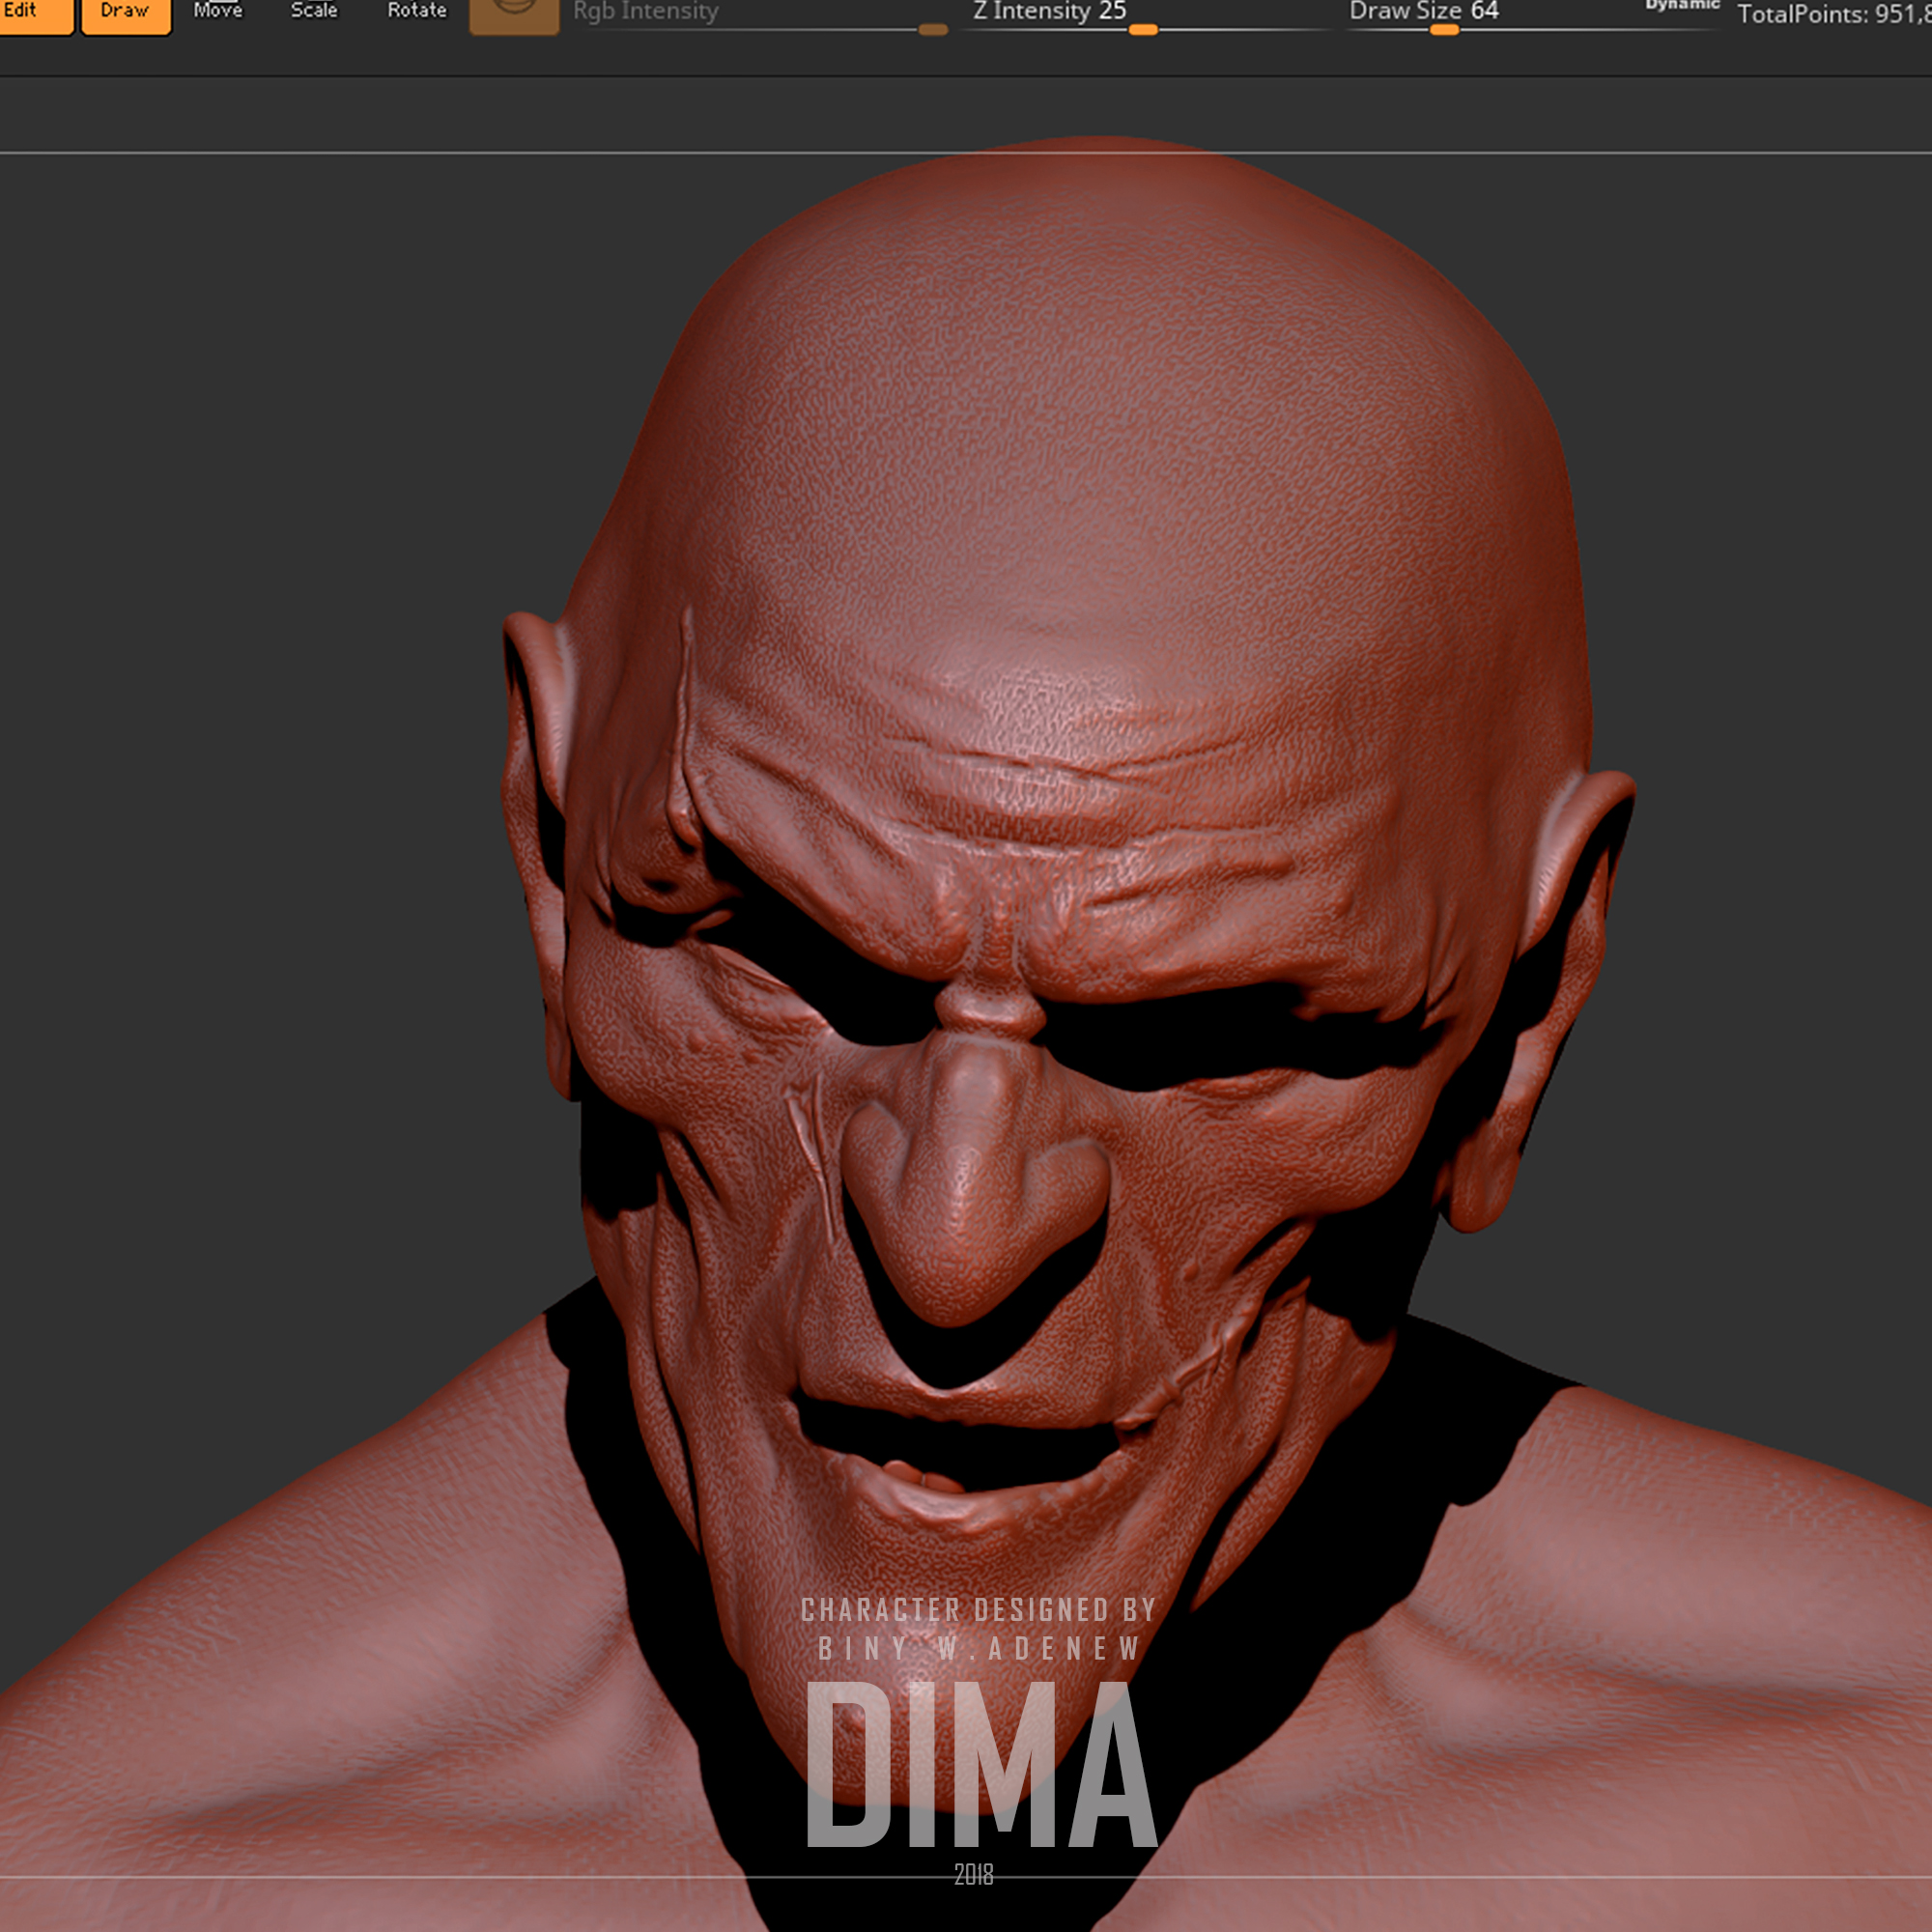 Edit Draw Move Scale Rotate Rgb Intensity Z Intensity 25 Draw Size 64 Dynamic TotalPoints: 951,8
CHARACTER DESIGNED BY
BINY W.ADENEW
DIMA
2018